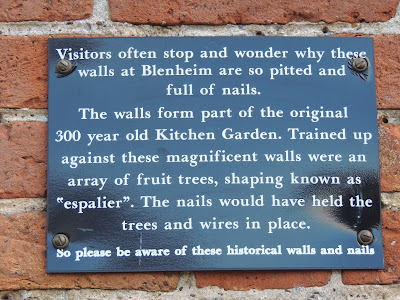 Visitors often stop and wonder why these
walls at Blenheim are so pitted and
full of nails.
The walls form part of the original
300 year old Kitchen Garden. Trained up
against these magnificent walls were an
array of fruit trees, shaping known as
"espalier". The nails would have held the
trees and wires in place.
So please be aware of these historical walls and nails